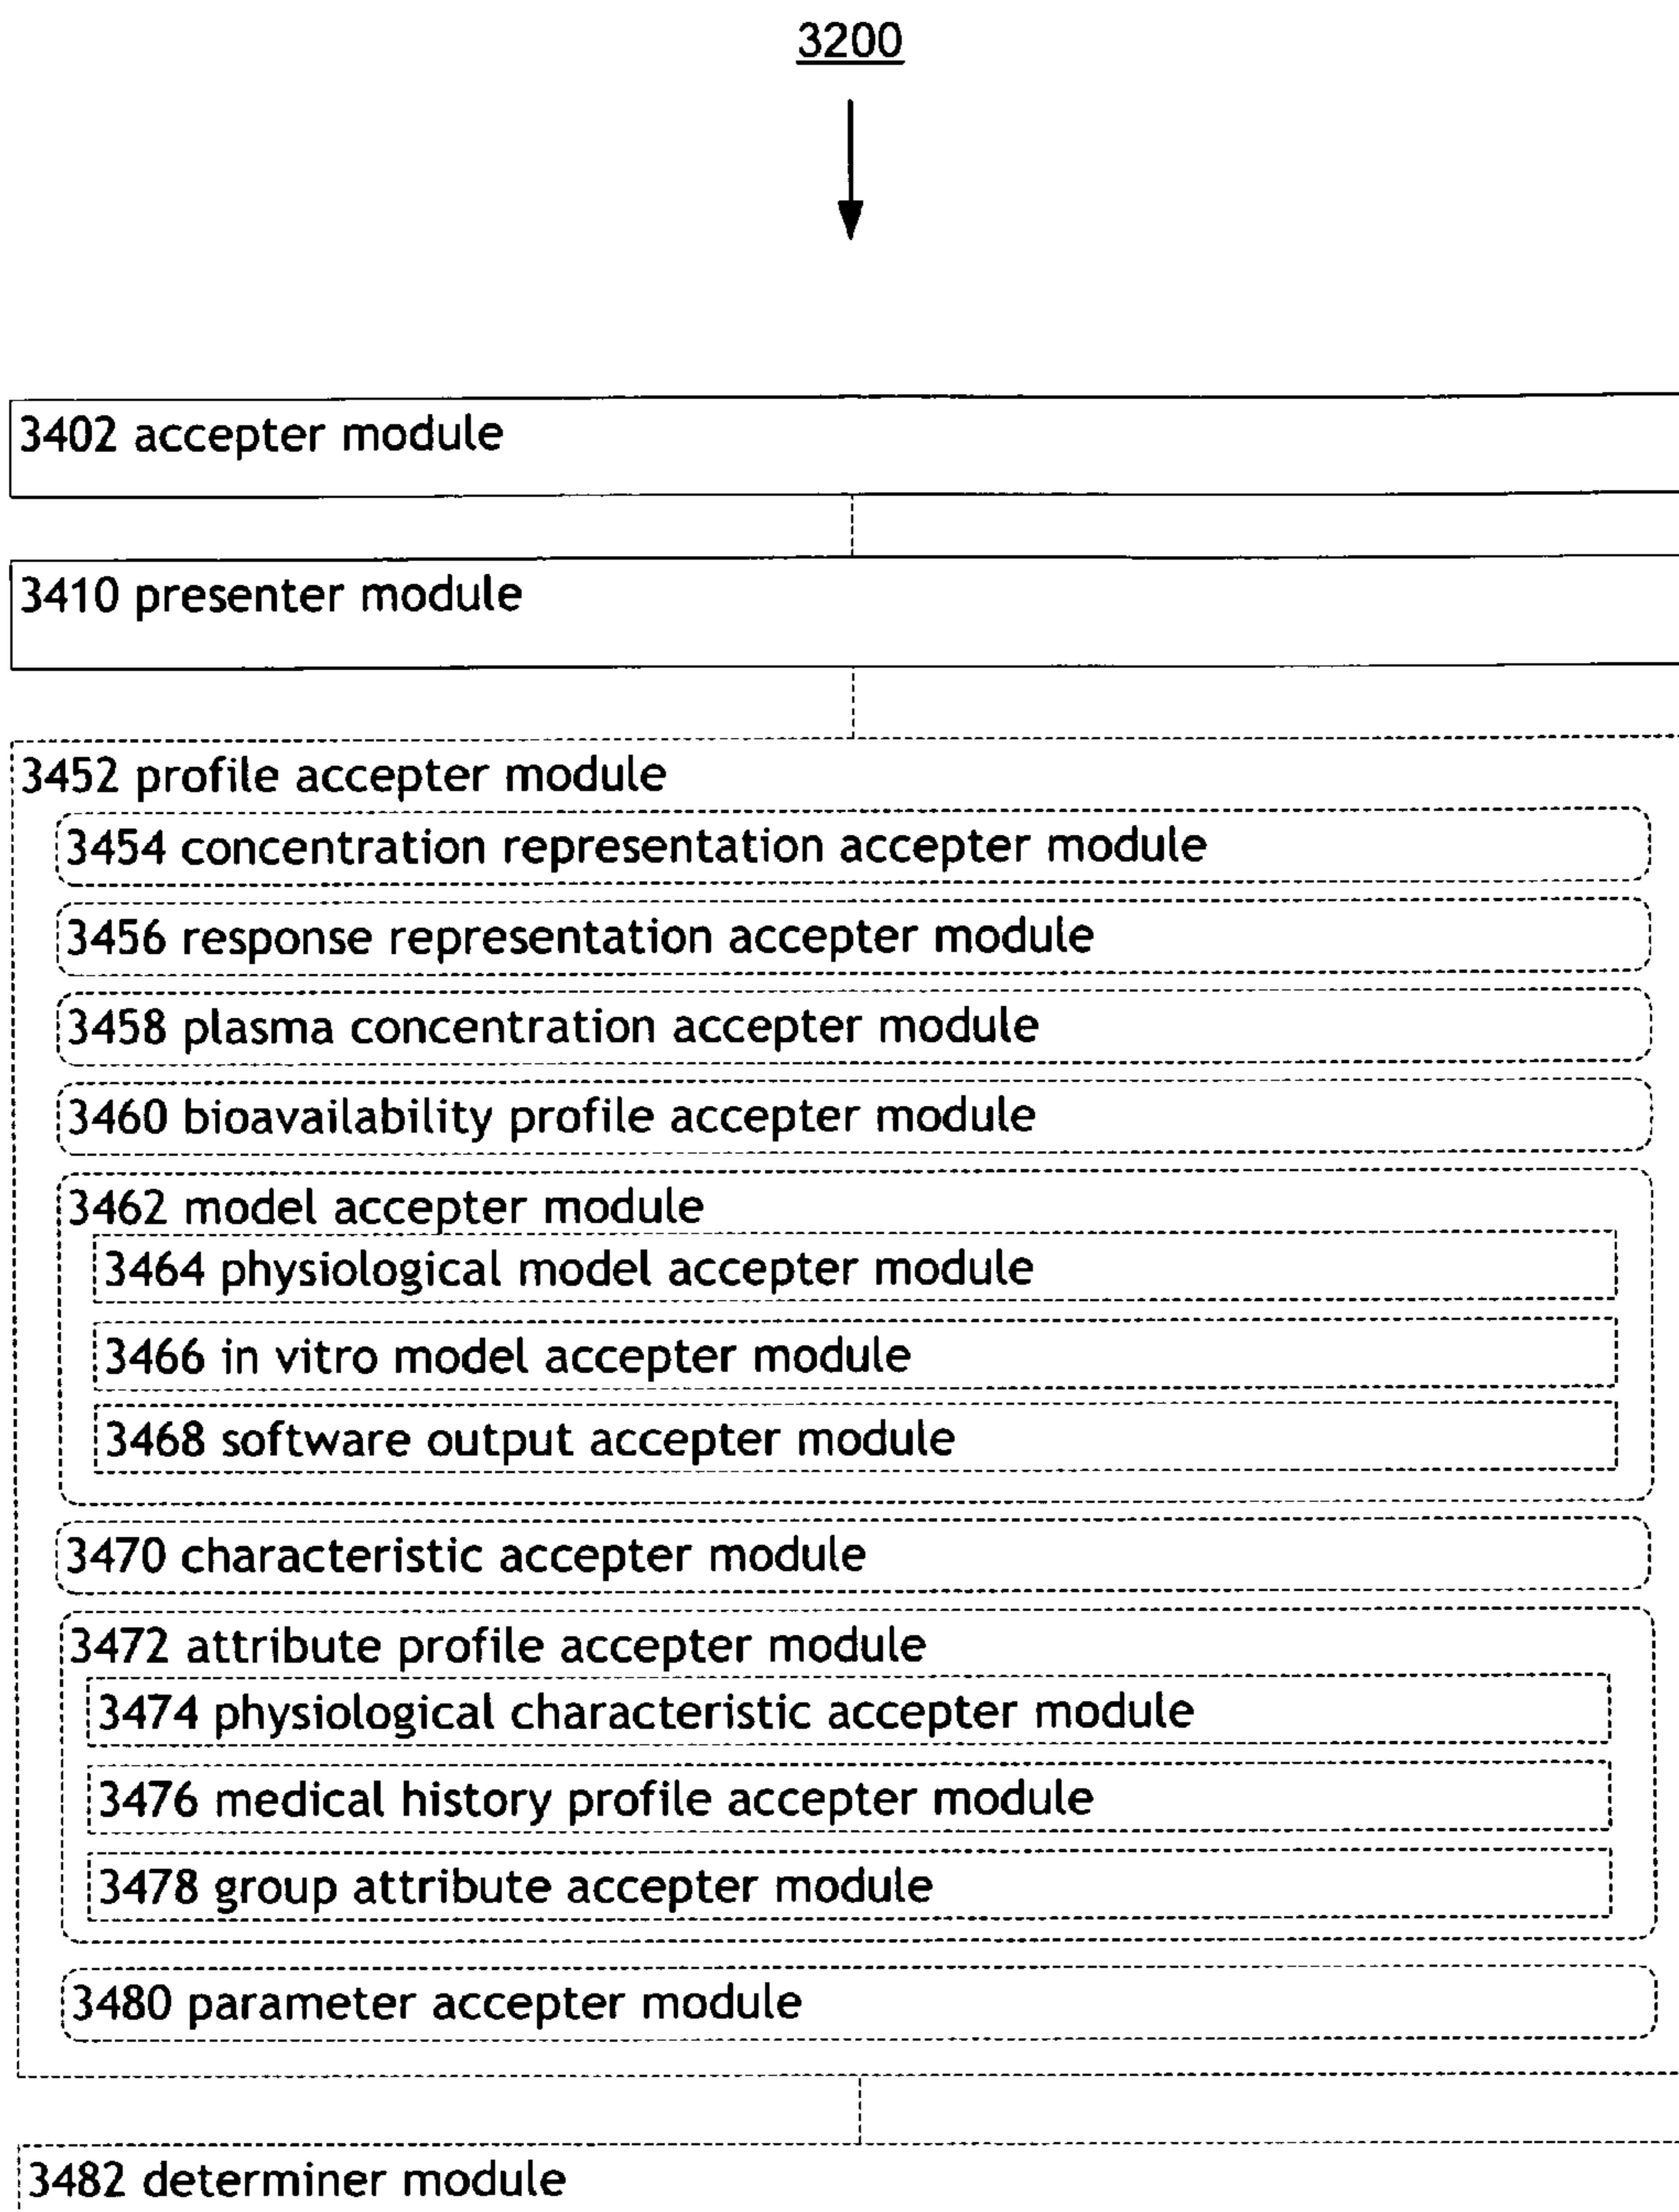 3200
3402 accepter module
3410 presenter module
3452 profile accepter module
3454 concentration representation accepter module
3456 response representation accepter module
3458 plasma concentration accepter module
3460 bioavailability profile accepter module
3462 model accepter module
3464 physiological model accepter module
3466 in vitro model accepter module
3468 software output accepter module
3470 characteristic accepter module
3472 attribute profile accepter module
3474 physiological characteristic accepter module
3476 medical history profile accepter module
3478 group attribute accepter module
3480 parameter accepter module
3482 determiner module